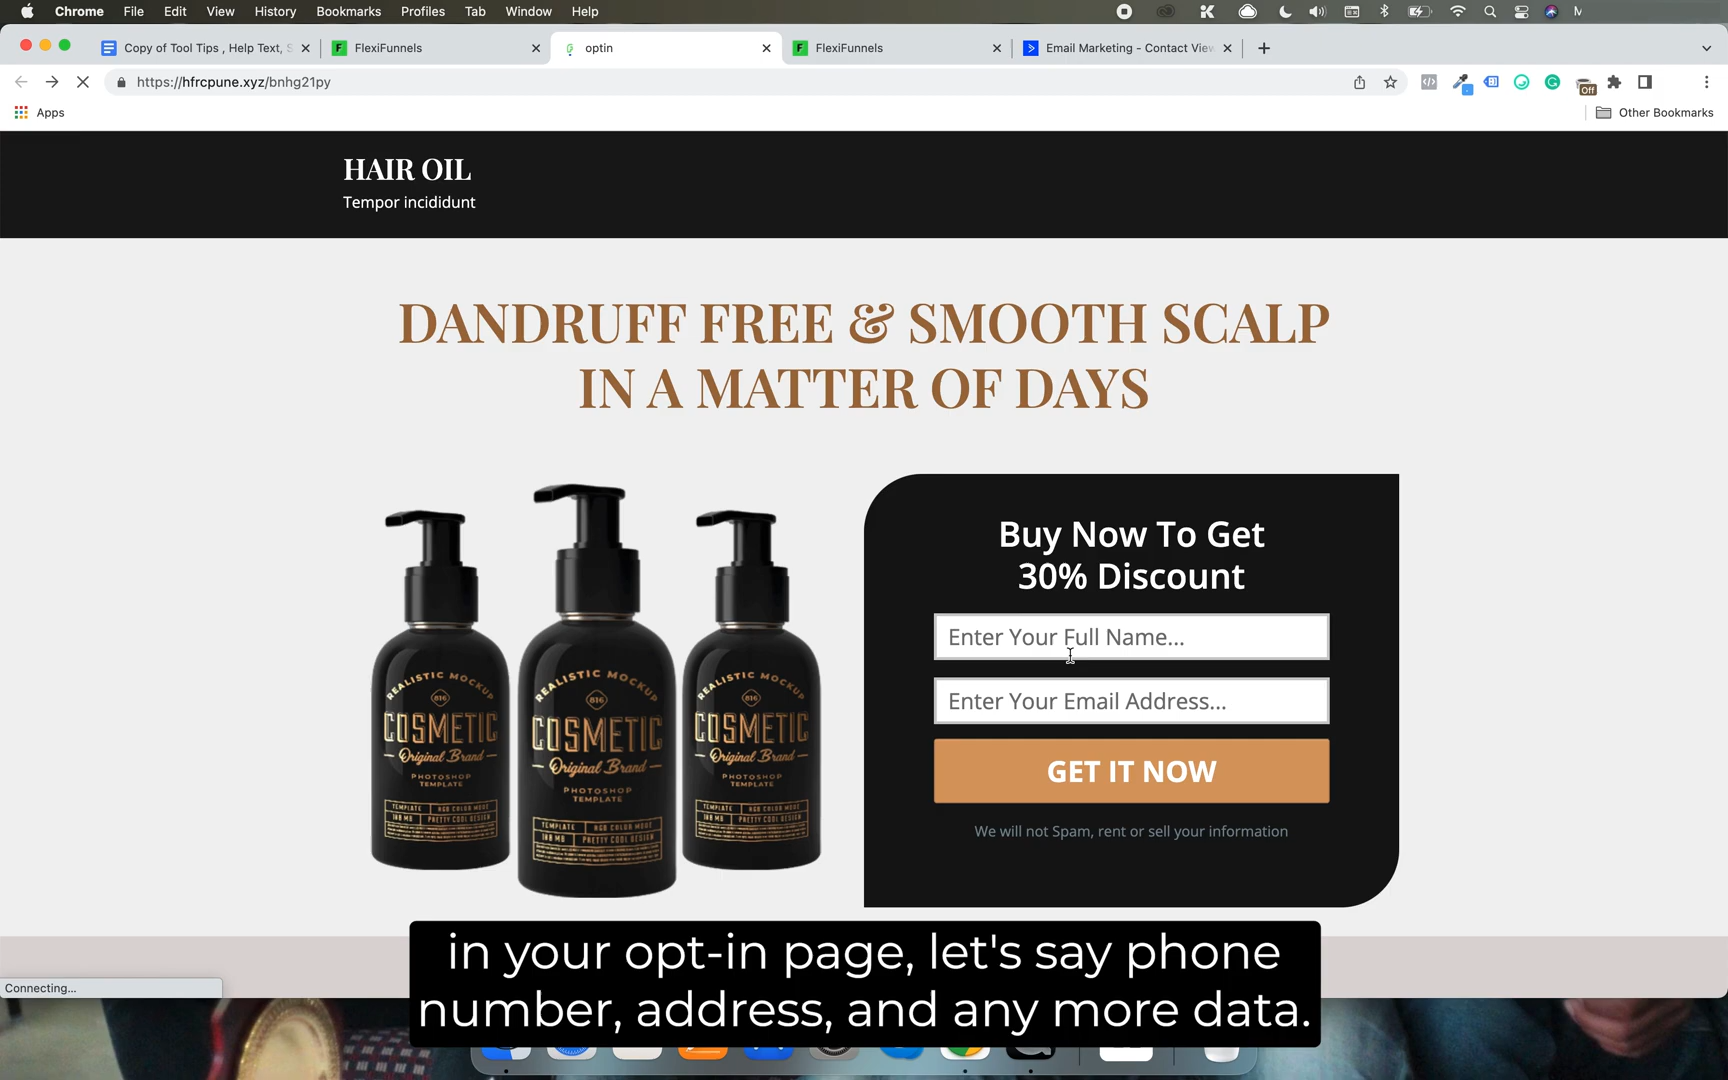 Chrome File Edit View History Bookmarks Profiles Tab Window Help
Copy of Tool Tips , Help Text, S
FlexiFunnels
optin
FlexiFunnels
Email Marketing - Contact View
https://hfrcpune.xyz/bnhg21py
Off
Apps
Other Bookmarks
HAIR OIL
Tempor incididunt
DANDRUFF FREE & SMOOTH SCALP
IN A MATTER OF DAYS
Buy Now To Get
30% Discount
Enter Your Full Name...
Enter Your Email Address...
GET IT NOW
We will not Spam, rent or sell your information
REALISTIC MOCKUP
816
COSMETIC
Original Brand
PHOTOSHOP
TEMPLATE
TEMPLATE RGB COLOR MODE
PRETTY COOL DESIGN
REALISTIC MOCKUP
816
COSMETIC
Original Brand
PHOTOSHOP
TEMPLATE
TEMPLATE RGB COLOR MODE
PRETTY COOL DESIGN
REALISTIC MOCKUP
816
COSMETIC
Original Brand
PHOTOSHOP
TEMPLATE
TEMPLATE RGB COLOR MODE
PRETTY COOL DESIGN
in your opt-in page, let's say phone
number, address, and any more data.
Connecting...